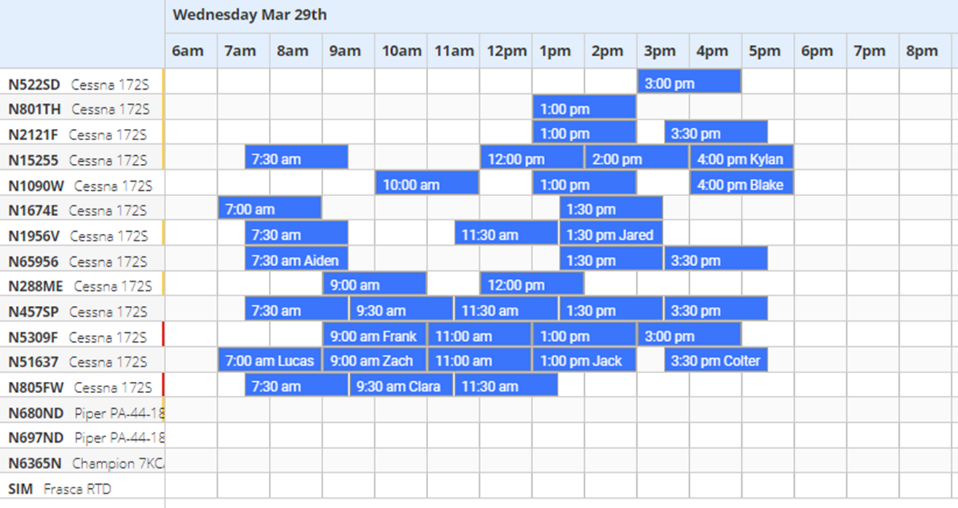 Wednesday Mar 29th
6am 7am 8am 9am 10am 11am 12pm 1pm 2pm 3pm 4pm 5pm 6pm 7pm 8pm
N522SD Cessna 172S 3:00 pm
N801TH Cessna 172S 1:00 pm
N2121F Cessna 172S 1:00 pm 3:30 pm
N15255 Cessna 172S 7:30 am 12:00 pm 2:00 pm 4:00 pm Kylan
N1090W Cessna 172S 10:00 am 1:00 pm 4:00 pm Blake
N1674E Cessna 172S 7:00 am 1:30 pm
N1956V Cessna 172S 7:30 am 11:30 am 1:30 pm Jared
N65956 Cessna 172S 7:30 am Aiden 1:30 pm 3:30 pm
N288ME Cessna 172S 9:00 am 12:00 pm
N457SP Cessna 172S 7:30 am 9:30 am 11:30 am 1:30 pm 3:30 pm
N5309F Cessna 172S 9:00 am Frank 11:00 am 1:00 pm 3:00 pm
N51637 Cessna 172S 7:00 am Lucas 9:00 am Zach 11:00 am 1:00 pm Jack 3:30 pm Colter
N805FW Cessna 172S 7:30 am 9:30 am Clara 11:30 am
N680ND Piper PA-44-18
N697ND Piper PA-44-18
N6365N Champion 7KC
SIM Frasca RTD